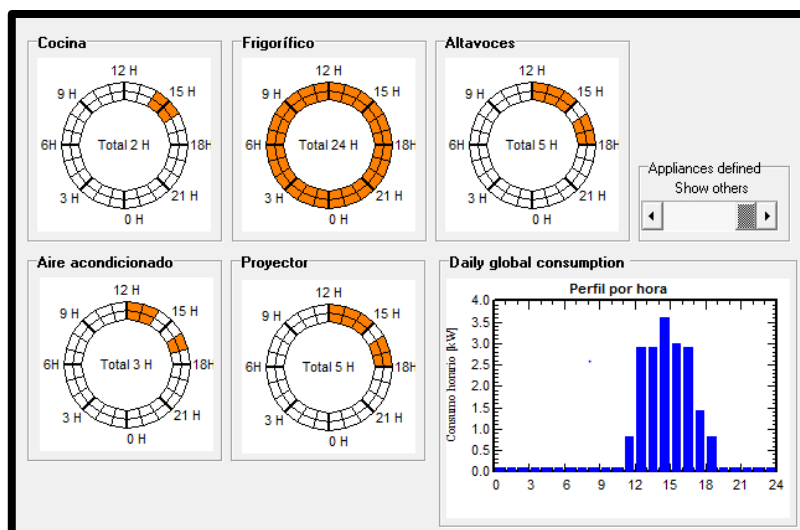 Cocina
12 H
9 H
15 H
6H
Total 2 H
18H
3 H
21 H
0 H
Frigorífico
12 H
9 H
15 H
6H
Total 24 H
18H
3 H
21 H
0 H
Altavoces
12 H
9 H
15 H
6H
Total 5 H
18H
3 H
21 H
0 H
Appliances defined
Show others
Aire acondicionado
12 H
9 H
15 H
6H
Total 3 H
18H
3 H
21 H
0 H
Proyector
12 H
9 H
15 H
6H
Total 5 H
18H
3 H
21 H
0 H
Daily global consumption
Perfil por hora
Consumo horario [kW]
4.0
3.5
3.0
2.5
2.0
1.5
1.0
0.5
0.0
0 3 6 9 12 15 18 21 24